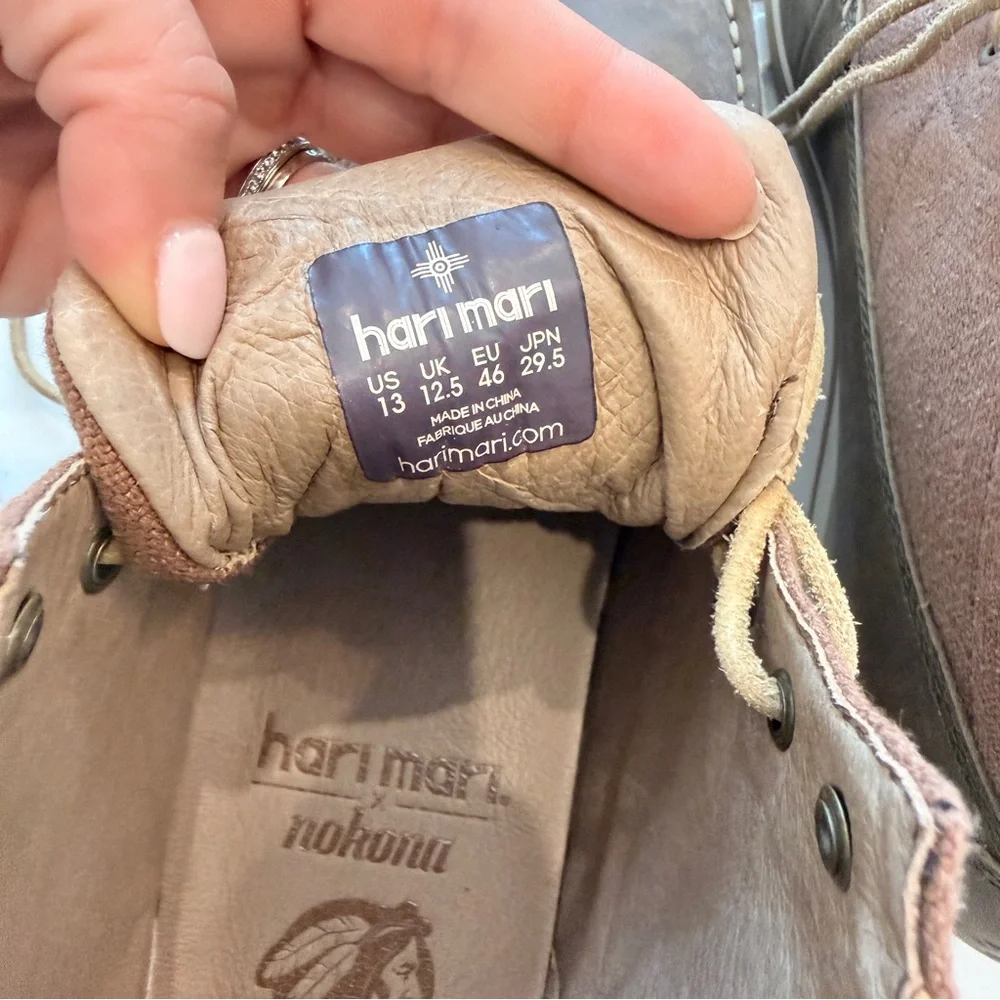 hari mari
US UK EU JPN
13 12.5 46 29.5
MADE IN CHINA
FABRIQUE AU CHINA
harimari.com
hari mari.
x
nokona